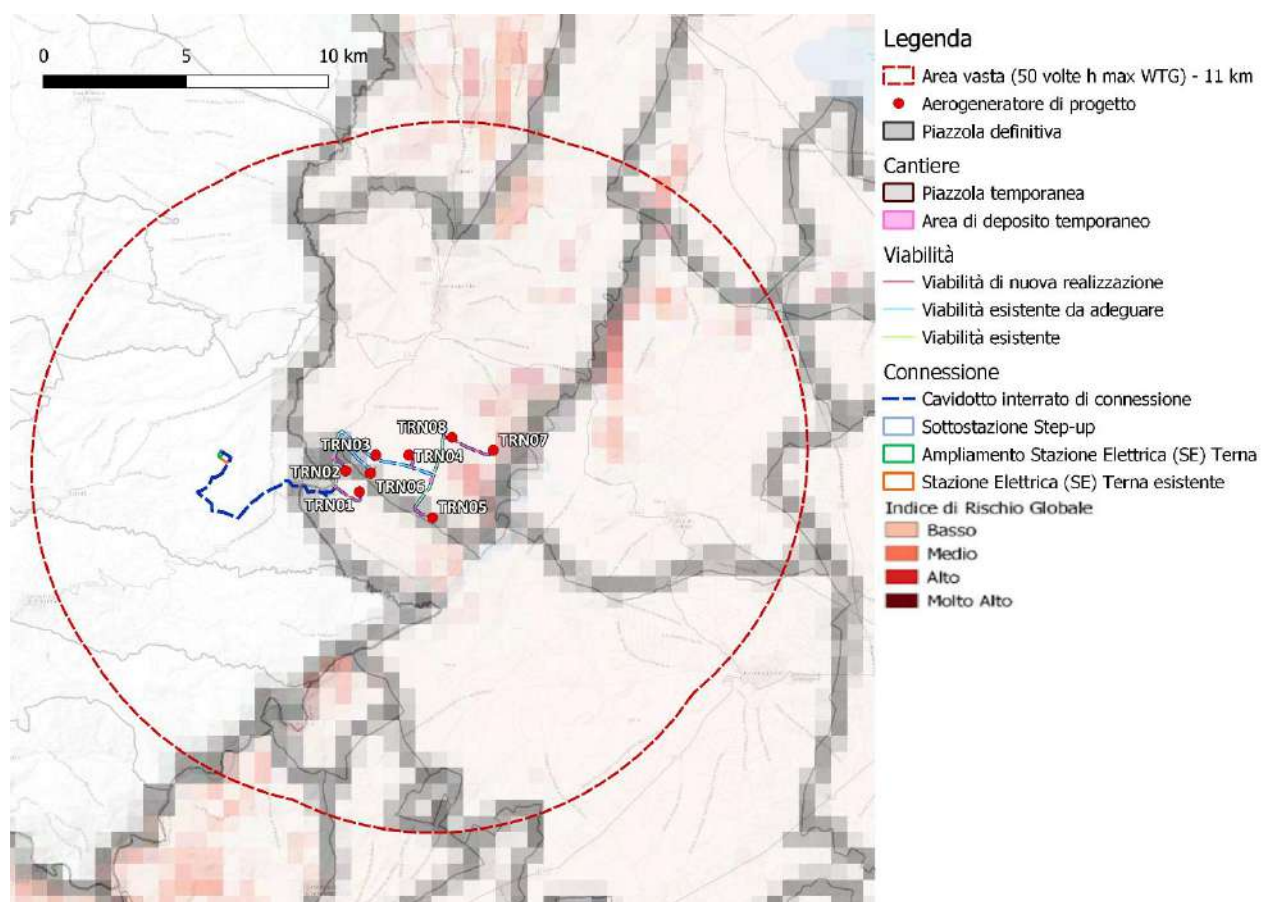 0 5 10 km
TRN08
TRN07
TRN03
TRN04
TRN02
TRN06
TRN01
TRN05
Legenda
Area vasta (50 volte h max WTG) - 11 km
Aerogeneratore di progetto
Piazzola definitiva
Cantiere
Piazzola temporanea
Area di deposito temporaneo
Viabilità
Viabilità di nuova realizzazione
Viabilità esistente da adeguare
Viabilità esistente
Connessione
Cavidotto interrato di connessione
Sottostazione Step-up
Ampliamento Stazione Elettrica (SE) Terna
Stazione Elettrica (SE) Terna esistente
Indice di Rischio Globale
Basso
Medio
Alto
Molto Alto